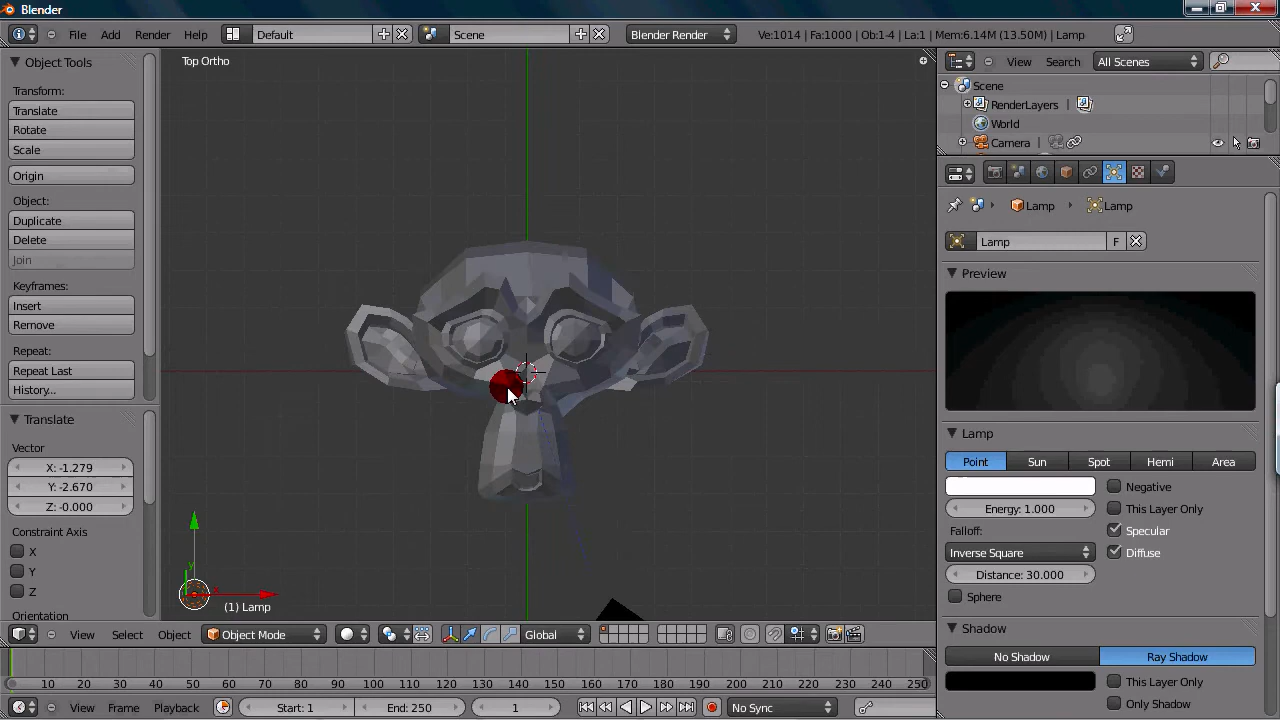 Blender
File Add Render Help Default Scene Blender Render Ve:1014 | Fa:1000 | Ob:1-4 | La:1 | Mem:6.14M (13.50M) | Lamp
Object Tools
Transform:
Translate
Rotate
Scale
Origin
Object:
Duplicate
Delete
Join
Keyframes:
Insert
Remove
Repeat:
Repeat Last
History...
Translate
Vector
X: -1.279
Y: -2.670
Z: -0.000
Constraint Axis
X
Y
Z
Orientation
Top Ortho
y
x
(1) Lamp
View Select Object Object Mode Global
10 20 30 40 50 60 70 80 90 100 110 120 130 140 150 160 170 180 190 200 210 220 230 240 250
View Frame Playback Start: 1 End: 250 1 No Sync
View Search All Scenes
Scene
RenderLayers |
World
Camera |
Lamp Lamp
Lamp F
Preview
Lamp
Point Sun Spot Hemi Area
Negative
Energy: 1.000 This Layer Only
Falloff: Specular
Inverse Square Diffuse
Distance: 30.000
Sphere
Shadow
No Shadow Ray Shadow
This Layer Only
Only Shadow